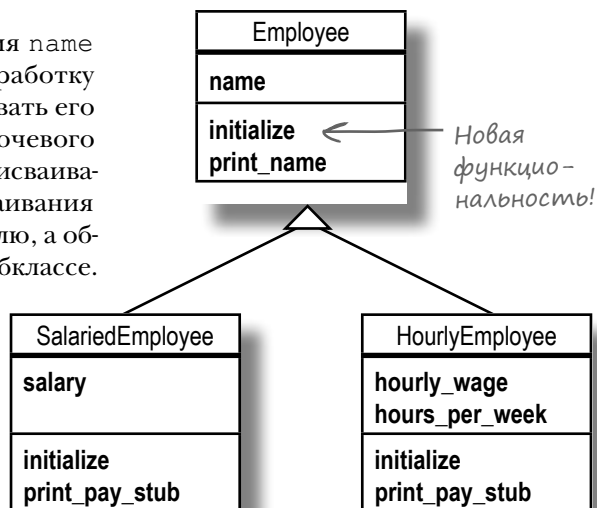 name
работку
вать его
очевого
исваива-
аивания
лю, а об-
бклассе.
Employee
name
initialize
print_name
Новая
функцио-
нальность!
SalariedEmployee
salary
initialize
print_pay_stub
HourlyEmployee
hourly_wage
hours_per_week
initialize
print_pay_stub